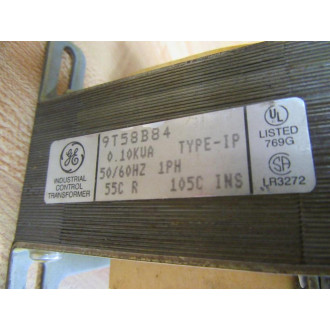 GE
INDUSTRIAL
CONTROL
TRANSFORMER
9T58B84
0.10KVA TYPE-IP
50/60HZ 1PH
55C R 105C INS
UL
LISTED
769G
SA
LR3272